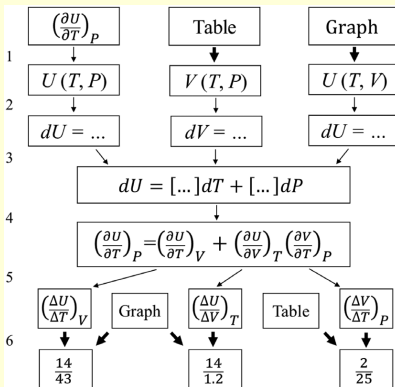 (∂U/∂T)_P Table Graph
1
U (T, P) V (T, P) U (T, V)
2
dU = ... dV = ... dU = ...
3
dU = [...]dT + [...]dP
4
(∂U/∂T)_P=(∂U/∂T)_V + (∂U/∂V)_T (∂V/∂T)_P
5
(ΔU/ΔT)_V Graph (ΔU/ΔV)_T Table (ΔV/ΔT)_P
6
14/43 14/1.2 2/25